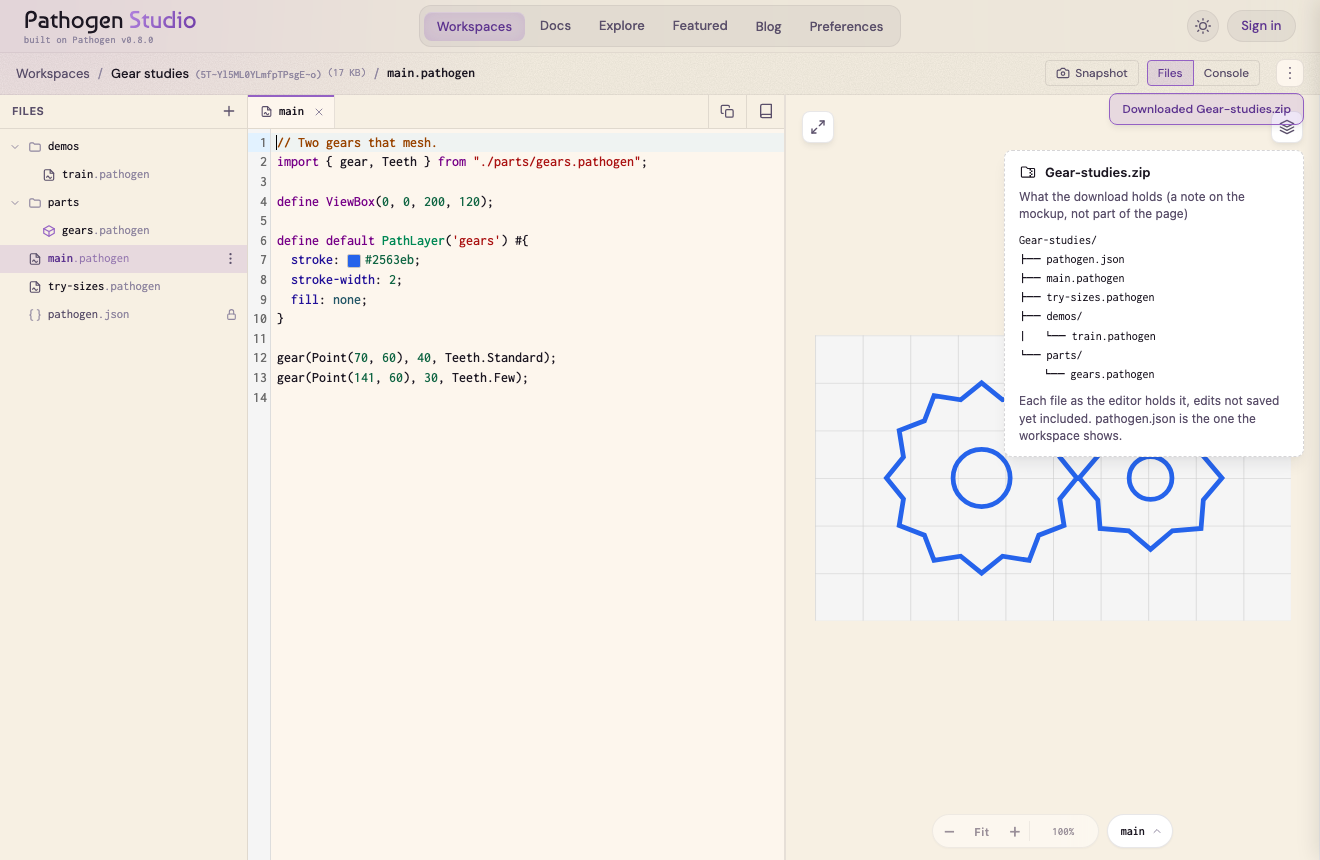 Pathogen Studio
built on Pathogen v0.8.0
Workspaces Docs Explore Featured Blog Preferences
Sign in
Workspaces / Gear studies (5T-Yl5ML0YLmfpTPsgE-o) (17 KB) / main.pathogen
Snapshot Files Console
FILES
demos
train.pathogen
parts
gears.pathogen
main.pathogen
try-sizes.pathogen
{} pathogen.json
main
1 // Two gears that mesh.
2 import { gear, Teeth } from "./parts/gears.pathogen";
3
4 define ViewBox(0, 0, 200, 120);
5
6 define default PathLayer('gears') #{
7 stroke: #2563eb;
8 stroke-width: 2;
9 fill: none;
10 }
11
12 gear(Point(70, 60), 40, Teeth.Standard);
13 gear(Point(141, 60), 30, Teeth.Few);
14
Downloaded Gear-studies.zip
Gear-studies.zip
What the download holds (a note on the
mockup, not part of the page)
Gear-studies/
├── pathogen.json
├── main.pathogen
├── try-sizes.pathogen
├── demos/
│   └── train.pathogen
└── parts/
    └── gears.pathogen
Each file as the editor holds it, edits not saved
yet included. pathogen.json is the one the
workspace shows.
− Fit + 100%
main